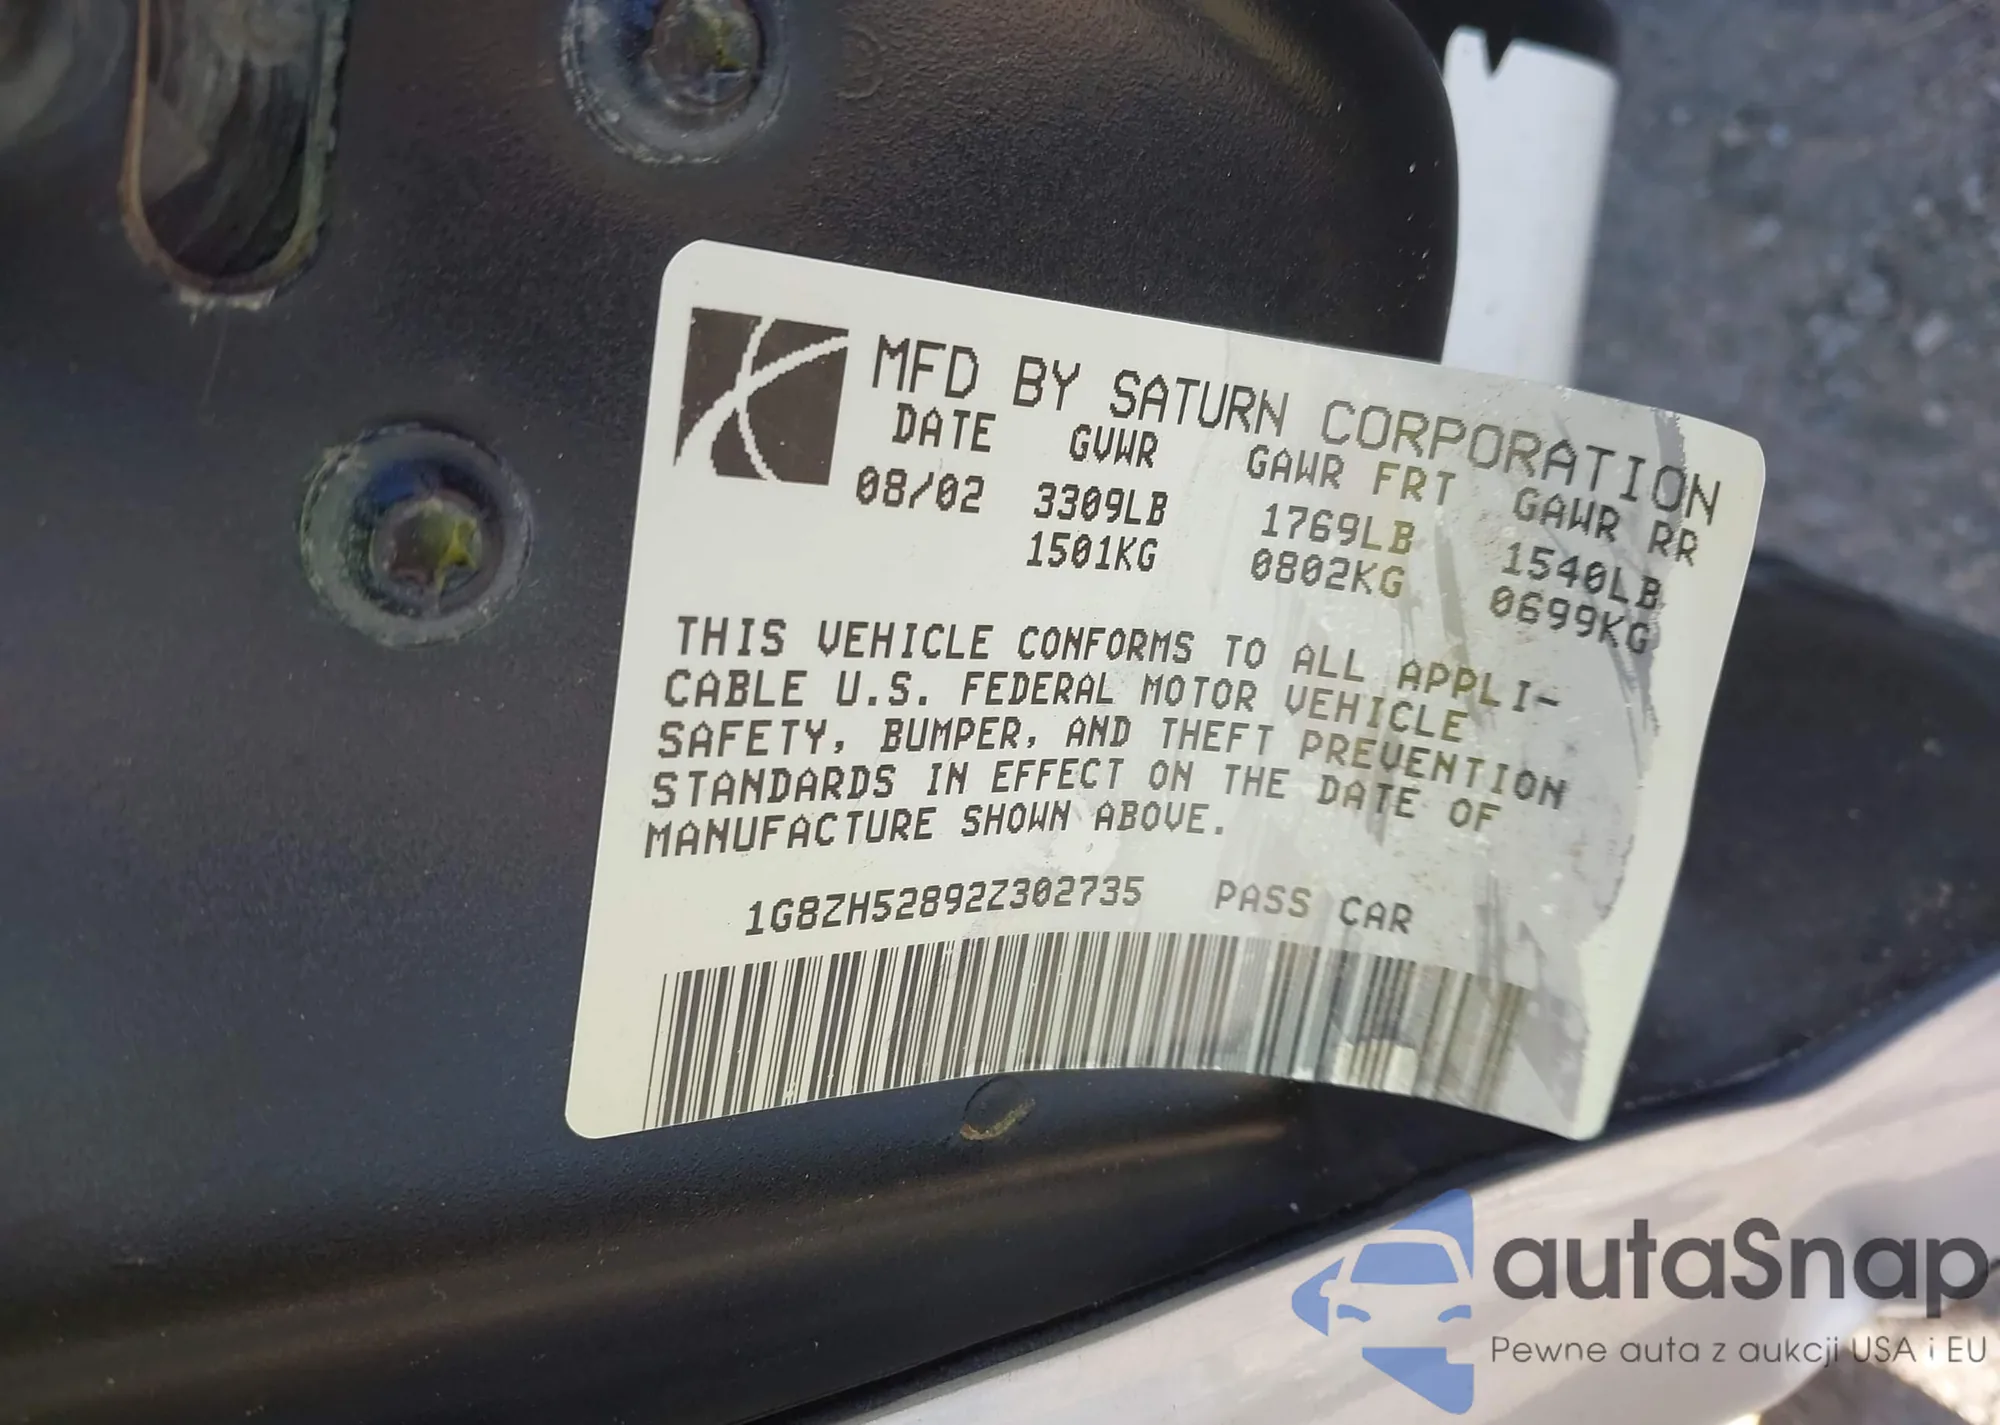 MFD BY SATURN CORPORATION
DATE GVWR GAWR FRT GAWR RR
08/02 3309LB 1769LB 1540LB
1501KG 0802KG 0699KG
THIS VEHICLE CONFORMS TO ALL APPLI-
CABLE U.S. FEDERAL MOTOR VEHICLE
SAFETY, BUMPER, AND THEFT PREVENTION
STANDARDS IN EFFECT ON THE DATE OF
MANUFACTURE SHOWN ABOVE.
1G8ZH52892Z302735 PASS CAR
autaSnap
Pewne auta z aukcji USA i EU